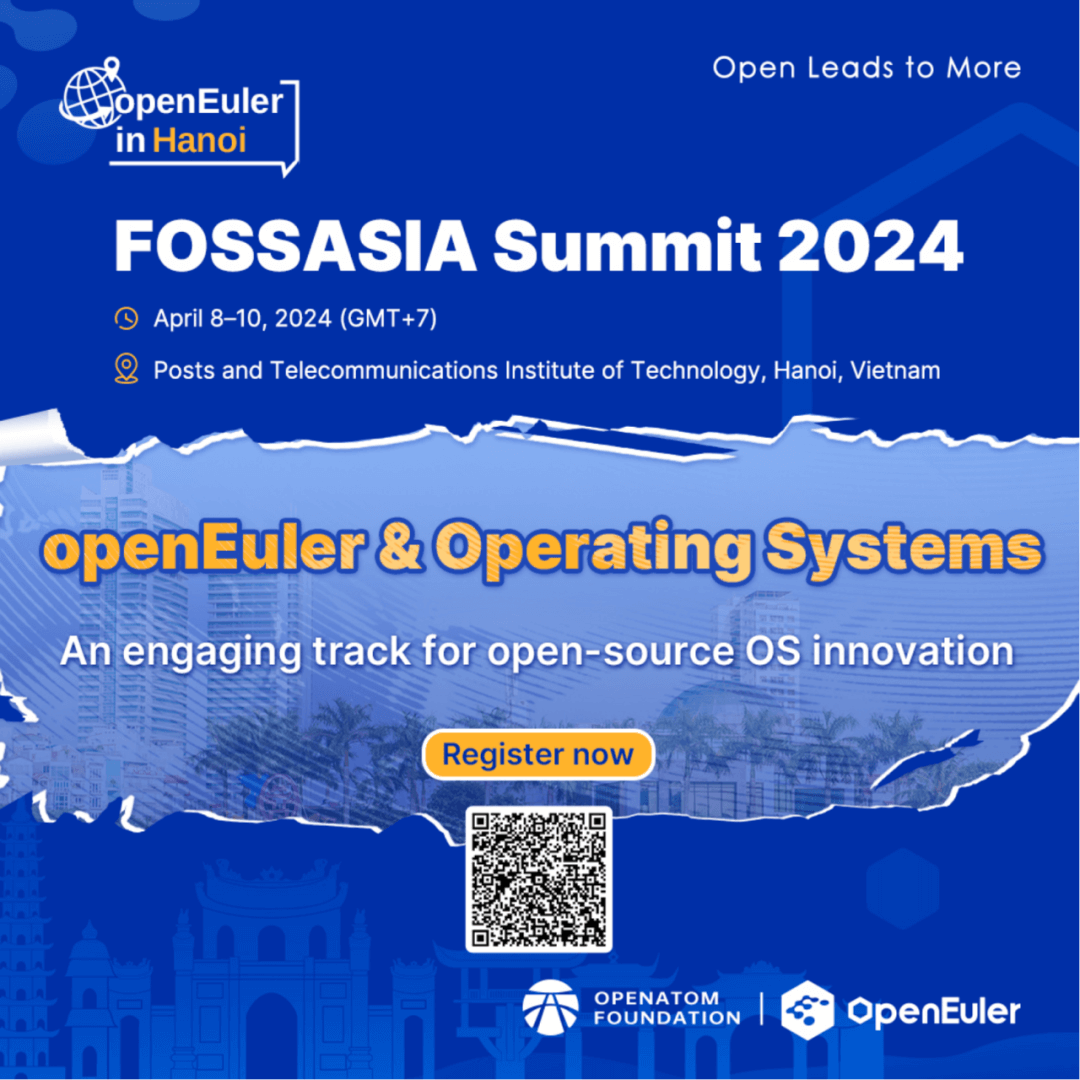 openEuler
in Hanoi
Open Leads to More
FOSSASIA Summit 2024
April 8–10, 2024 (GMT+7)
Posts and Telecommunications Institute of Technology, Hanoi, Vietnam
openEuler & Operating Systems
An engaging track for open-source OS innovation
Register now
OPENATOM
FOUNDATION
OpenEuler